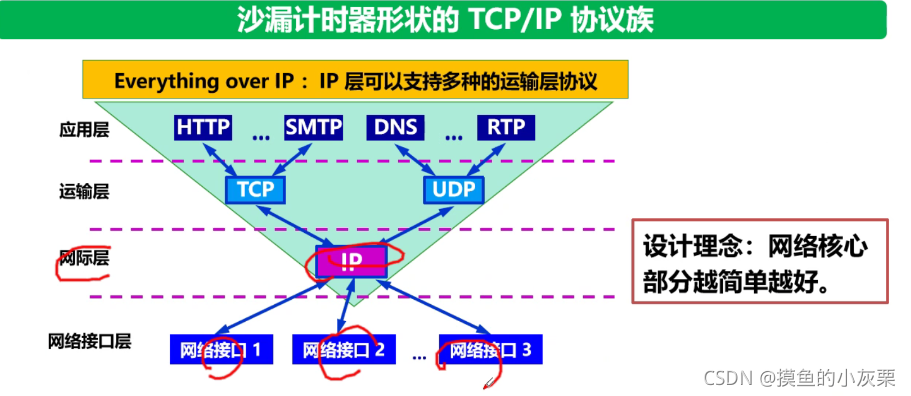 沙漏计时器形状的 TCP/IP 协议族
Everything over IP ：IP 层可以支持多种的运输层协议
应用层
HTTP ... SMTP DNS ... RTP
运输层
TCP UDP
网际层
IP
设计理念：网络核心
部分越简单越好。
网络接口层
网络接口 1 网络接口 2 ... 网络接口 3
CSDN @摸鱼的小灰栗